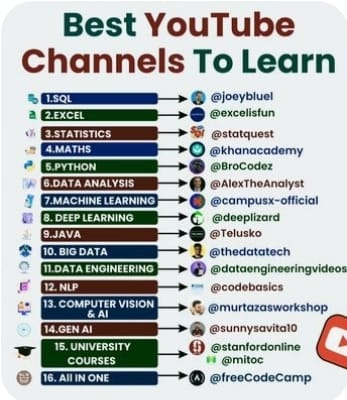 Best YouTube
Channels To Learn
1.SQL @joeybluel
2.EXCEL @excelisfun
3.STATISTICS @statquest
4.MATHS @khanacademy
5.PYTHON @BroCodez
6.DATA ANALYSIS @AlexTheAnalyst
7.MACHINE LEARNING @campusx-official
8. DEEP LEARNING @deeplizard
9.JAVA @Telusko
10. BIG DATA @thedatatech
11.DATA ENGINEERING @dataengineeringvideos
12. NLP @codebasics
13. COMPUTER VISION
& AI @murtazasworkshop
14.GEN AI @sunnysavita10
15. UNIVERSITY
COURSES @stanfordonline
@mitoc
16. All IN ONE @freeCodeCamp